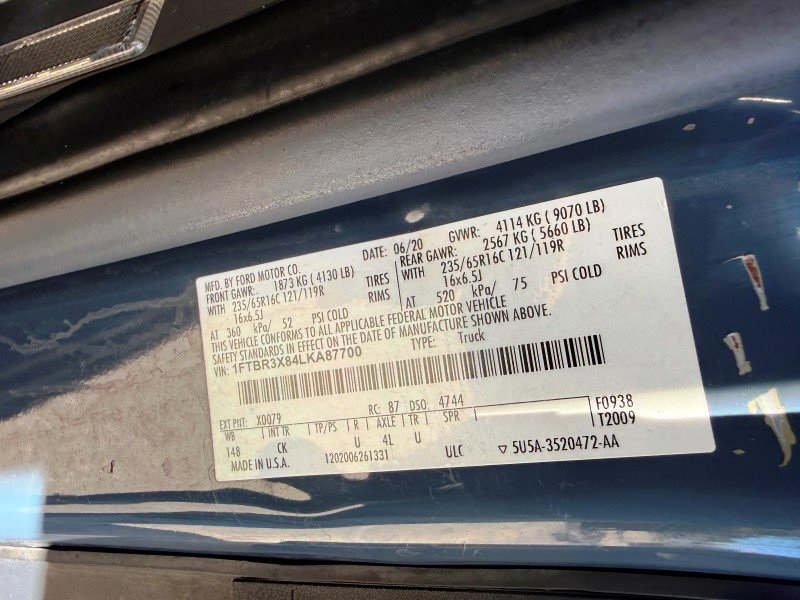 MFD. BY FORD MOTOR CO. DATE: 06/20 GVWR: 4114 KG ( 9070 LB)
FRONT GAWR: 1873 KG ( 4130 LB) REAR GAWR: 2567 KG ( 5660 LB)
WITH 235/65R16C 121/119R TIRES WITH 235/65R16C 121/119R TIRES
16x6.5J RIMS 16x6.5J RIMS
AT 360 kPa/ 52 PSI COLD AT 520 kPa/ 75 PSI COLD
THIS VEHICLE CONFORMS TO ALL APPLICABLE FEDERAL MOTOR VEHICLE
SAFETY STANDARDS IN EFFECT ON THE DATE OF MANUFACTURE SHOWN ABOVE.
VIN: 1FTBR3X84LKA87700 TYPE: Truck
EXT PNT: X0079 RC: 87 DSO: 4744 F0938
WB INT TR TP/PS R AXLE TR SPR T2009
148 CK U 4L U
MADE IN U.S.A. 1202006261331 ULC ▽ 5U5A-3520472-AA